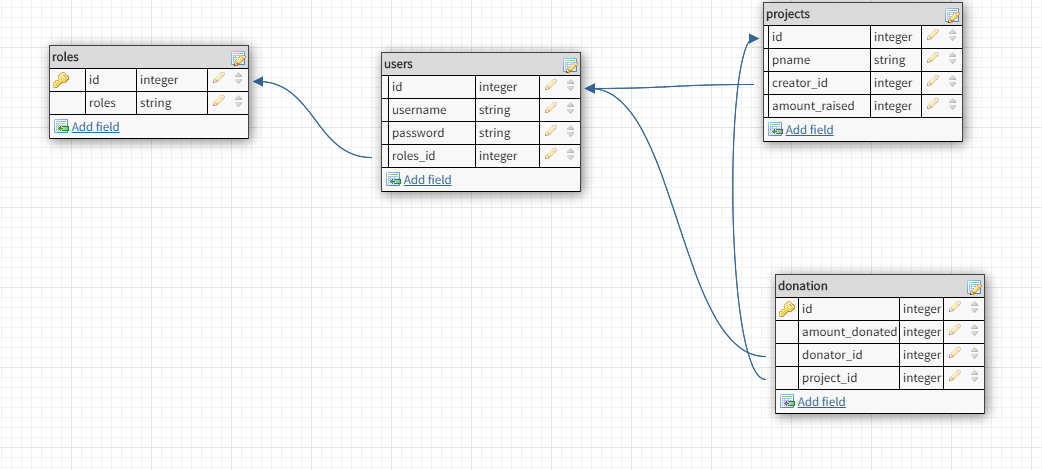 roles
id integer
roles string
Add field
users
id integer
username string
password string
roles_id integer
Add field
projects
id integer
pname string
creator_id integer
amount_raised integer
Add field
donation
id integer
amount_donated integer
donator_id integer
project_id integer
Add field